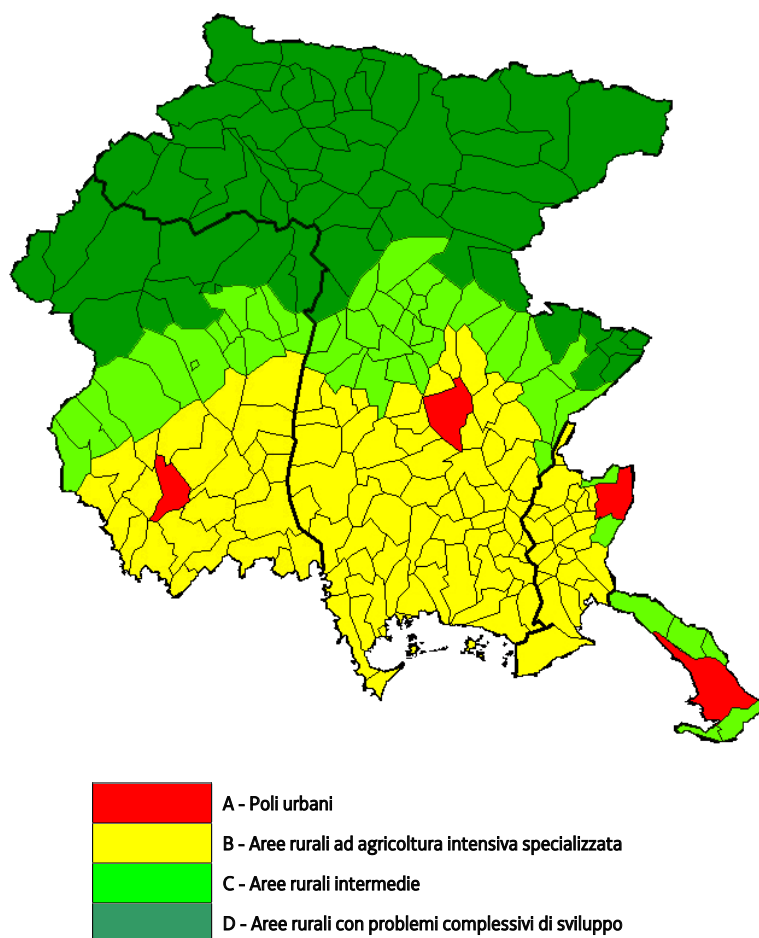 A - Poli urbani
B - Aree rurali ad agricoltura intensiva specializzata
C - Aree rurali intermedie
D - Aree rurali con problemi complessivi di sviluppo